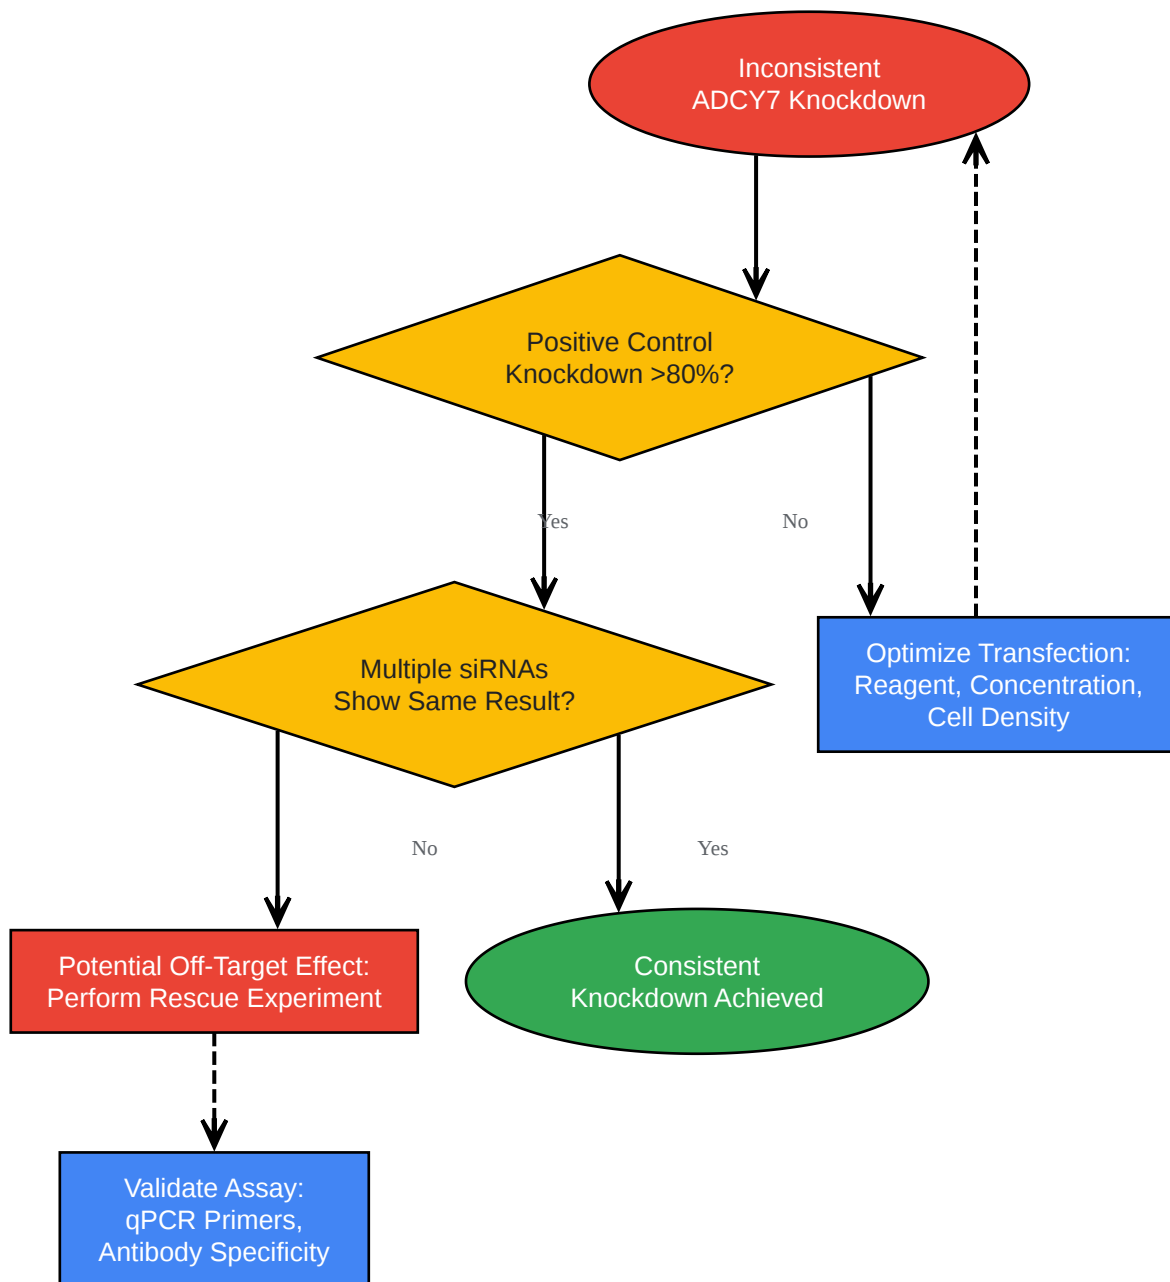 Inconsistent
ADCY7 Knockdown
Positive Control
Knockdown >80%?
Yes
No
Optimize Transfection:
Reagent, Concentration,
Cell Density
Multiple siRNAs
Show Same Result?
No
Yes
Potential Off-Target Effect:
Perform Rescue Experiment
Consistent
Knockdown Achieved
Validate Assay:
qPCR Primers,
Antibody Specificity